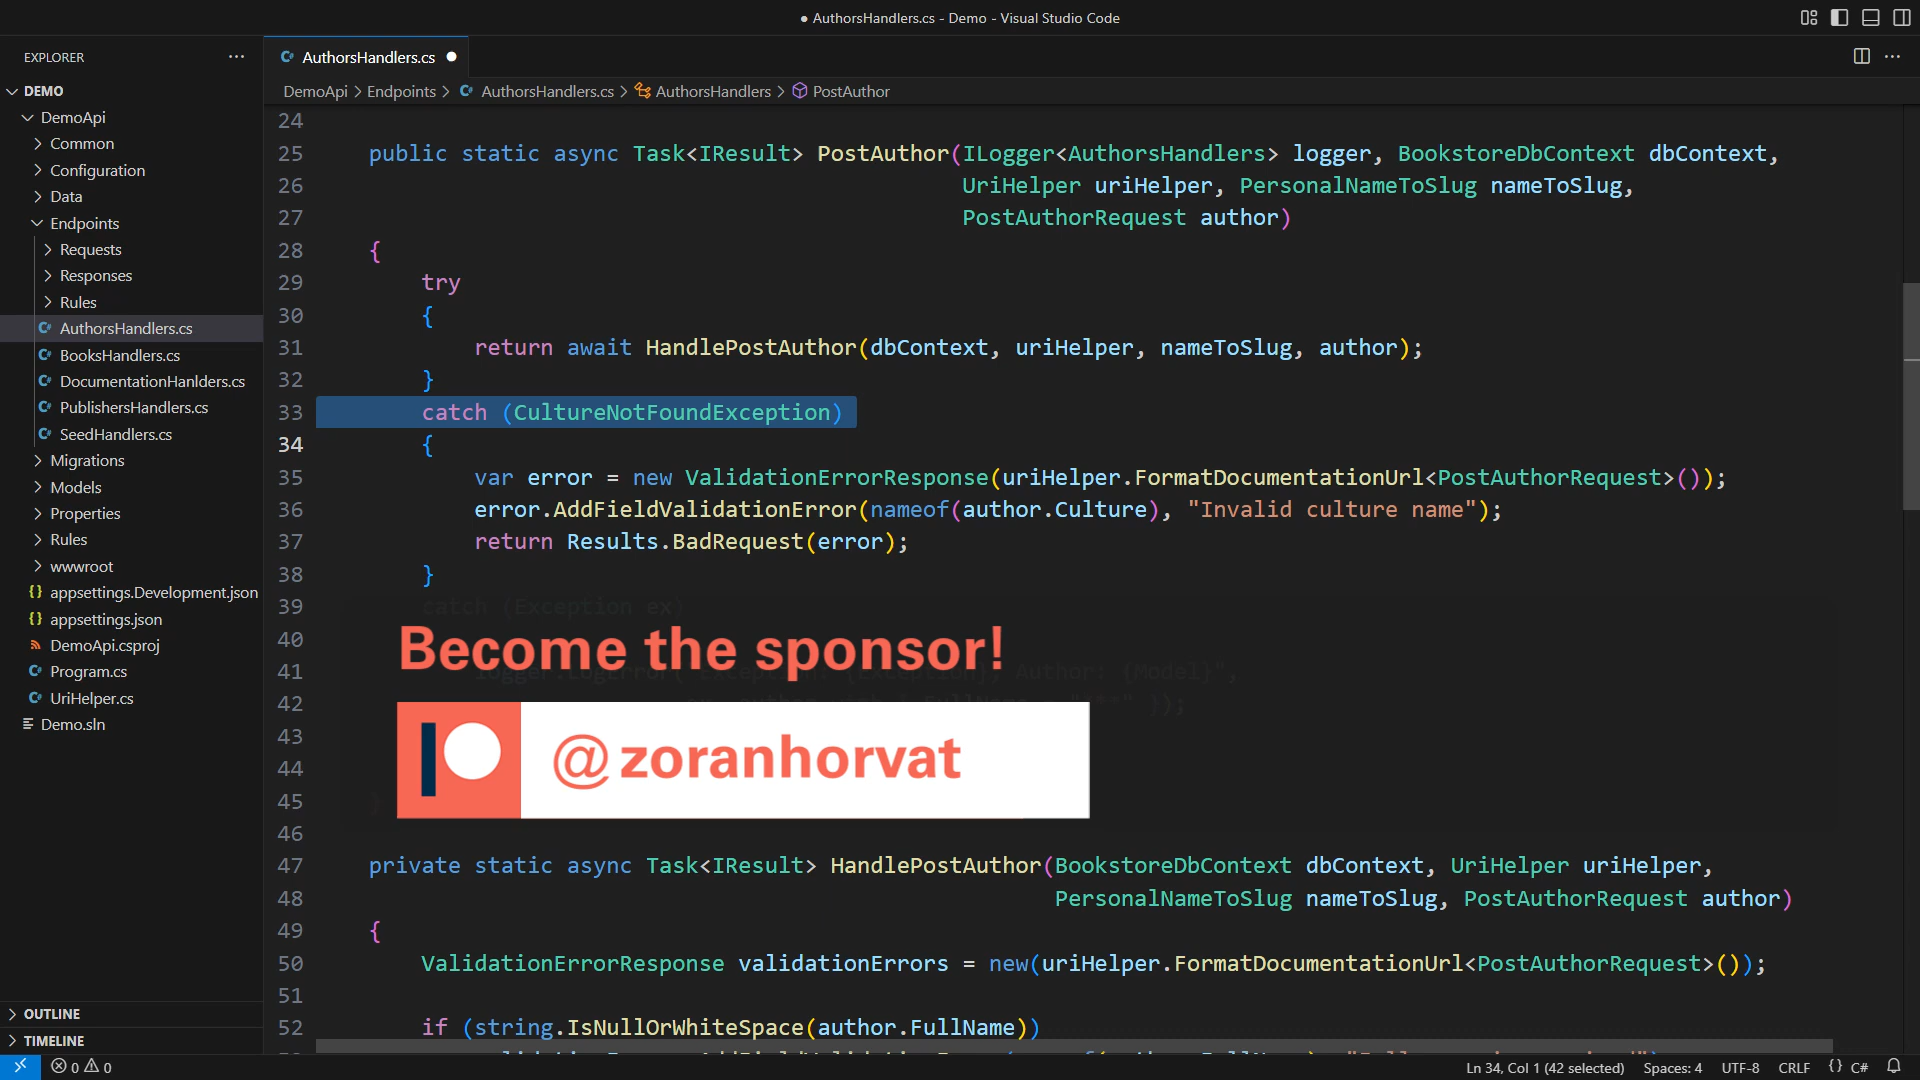 ● AuthorsHandlers.cs - Demo - Visual Studio Code
EXPLORER
DEMO
DemoApi
Common
Configuration
Data
Endpoints
Requests
Responses
Rules
AuthorsHandlers.cs
BooksHandlers.cs
DocumentationHanlders.cs
PublishersHandlers.cs
SeedHandlers.cs
Migrations
Models
Properties
Rules
wwwroot
appsettings.Development.json
appsettings.json
DemoApi.csproj
Program.cs
UriHelper.cs
Demo.sln
OUTLINE
TIMELINE
AuthorsHandlers.cs
DemoApi > Endpoints > AuthorsHandlers.cs > AuthorsHandlers > PostAuthor
24
25 public static async Task<IResult> PostAuthor(ILogger<AuthorsHandlers> logger, BookstoreDbContext dbContext,
26 UriHelper uriHelper, PersonalNameToSlug nameToSlug,
27 PostAuthorRequest author)
28 {
29 try
30 {
31 return await HandlePostAuthor(dbContext, uriHelper, nameToSlug, author);
32 }
33 catch (CultureNotFoundException)
34 {
35 var error = new ValidationErrorResponse(uriHelper.FormatDocumentationUrl<PostAuthorRequest>());
36 error.AddFieldValidationError(nameof(author.Culture), "Invalid culture name");
37 return Results.BadRequest(error);
38 }
39 catch (Exception ex)
40
Become the sponsor!
41 Author: {Model}",
42
43
@zoranhorvat
44
45 }
46
47 private static async Task<IResult> HandlePostAuthor(BookstoreDbContext dbContext, UriHelper uriHelper,
48 PersonalNameToSlug nameToSlug, PostAuthorRequest author)
49 {
50 ValidationErrorResponse validationErrors = new(uriHelper.FormatDocumentationUrl<PostAuthorRequest>());
51
52 if (string.IsNullOrWhiteSpace(author.FullName))
0 0 Ln 34, Col 1 (42 selected) Spaces: 4 UTF-8 CRLF {} C#